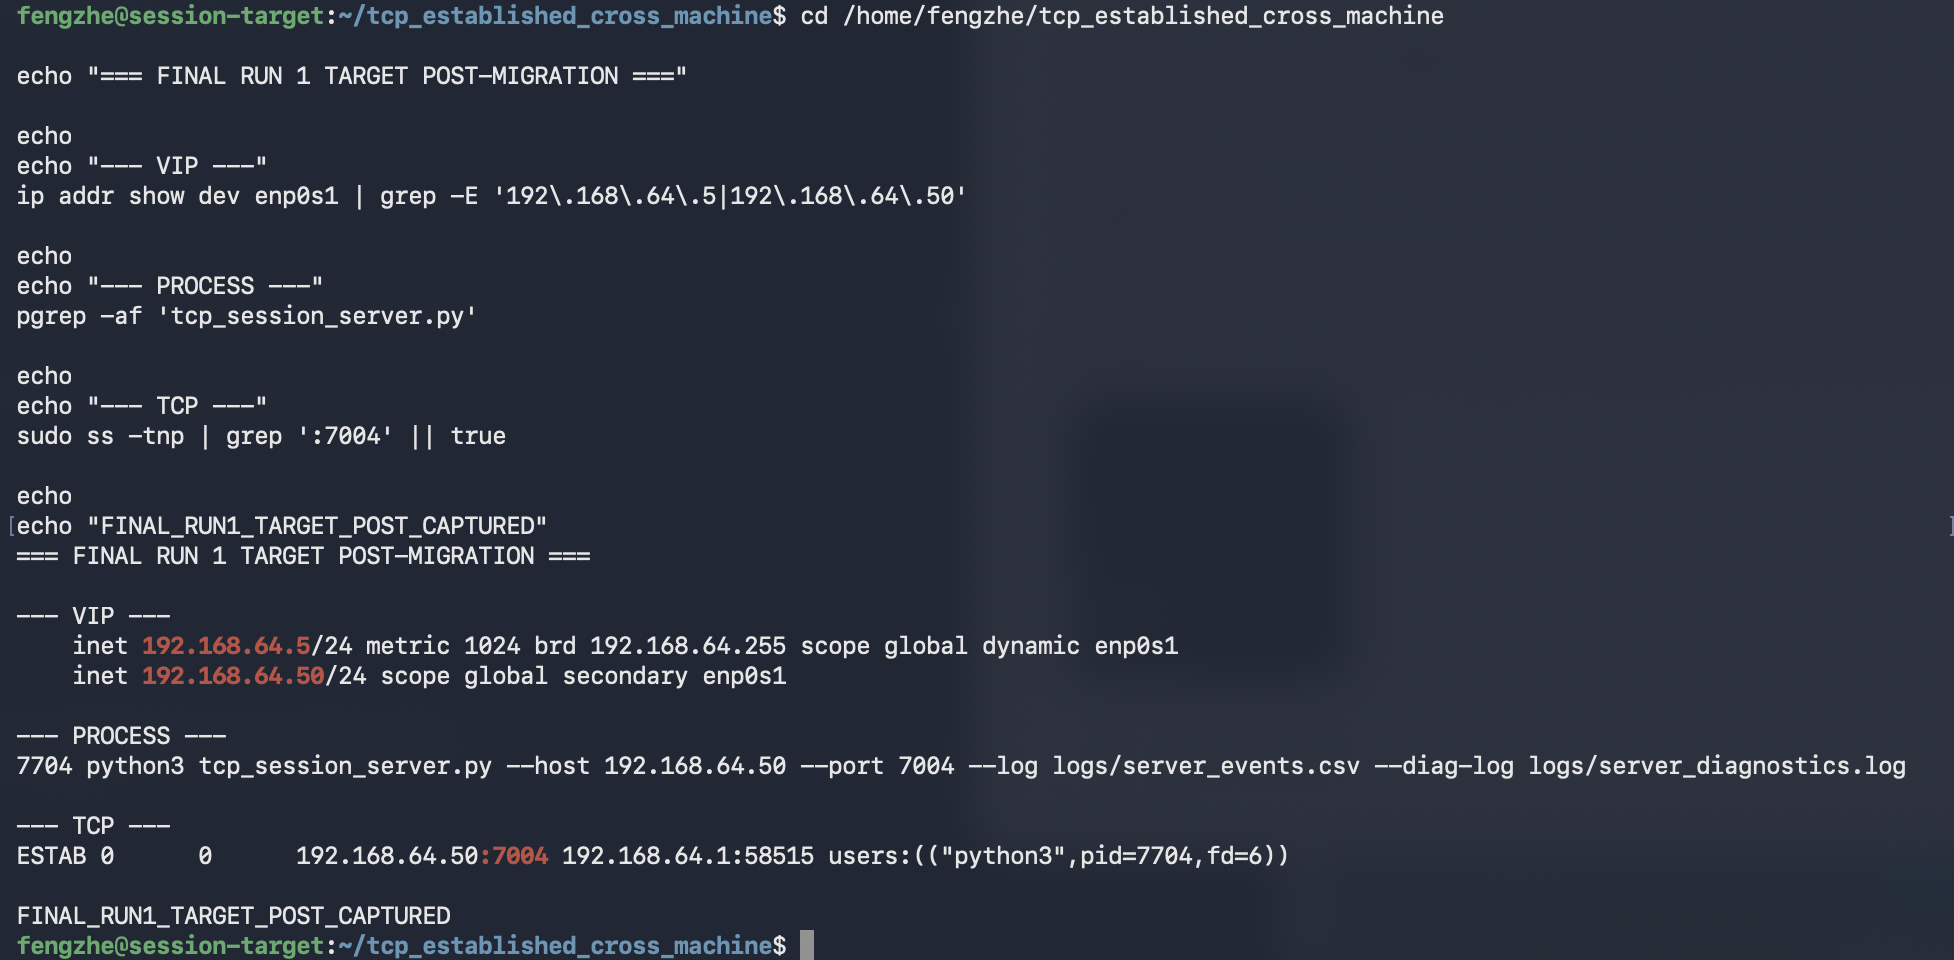 fengzhe@session-target:~/tcp_established_cross_machine$ cd /home/fengzhe/tcp_established_cross_machine
echo "=== FINAL RUN 1 TARGET POST-MIGRATION ==="
echo
echo "--- VIP ---"
ip addr show dev enp0s1 | grep -E '192\.168\.64\.5|192\.168\.64\.50'
echo
echo "--- PROCESS ---"
pgrep -af 'tcp_session_server.py'
echo
echo "--- TCP ---"
sudo ss -tnp | grep ':7004' || true
echo
[echo "FINAL_RUN1_TARGET_POST_CAPTURED" ]
=== FINAL RUN 1 TARGET POST-MIGRATION ===
--- VIP ---
    inet 192.168.64.5/24 metric 1024 brd 192.168.64.255 scope global dynamic enp0s1
    inet 192.168.64.50/24 scope global secondary enp0s1
--- PROCESS ---
7704 python3 tcp_session_server.py --host 192.168.64.50 --port 7004 --log logs/server_events.csv --diag-log logs/server_diagnostics.log
--- TCP ---
ESTAB 0      0      192.168.64.50:7004 192.168.64.1:58515 users:(("python3",pid=7704,fd=6))
FINAL_RUN1_TARGET_POST_CAPTURED
fengzhe@session-target:~/tcp_established_cross_machine$